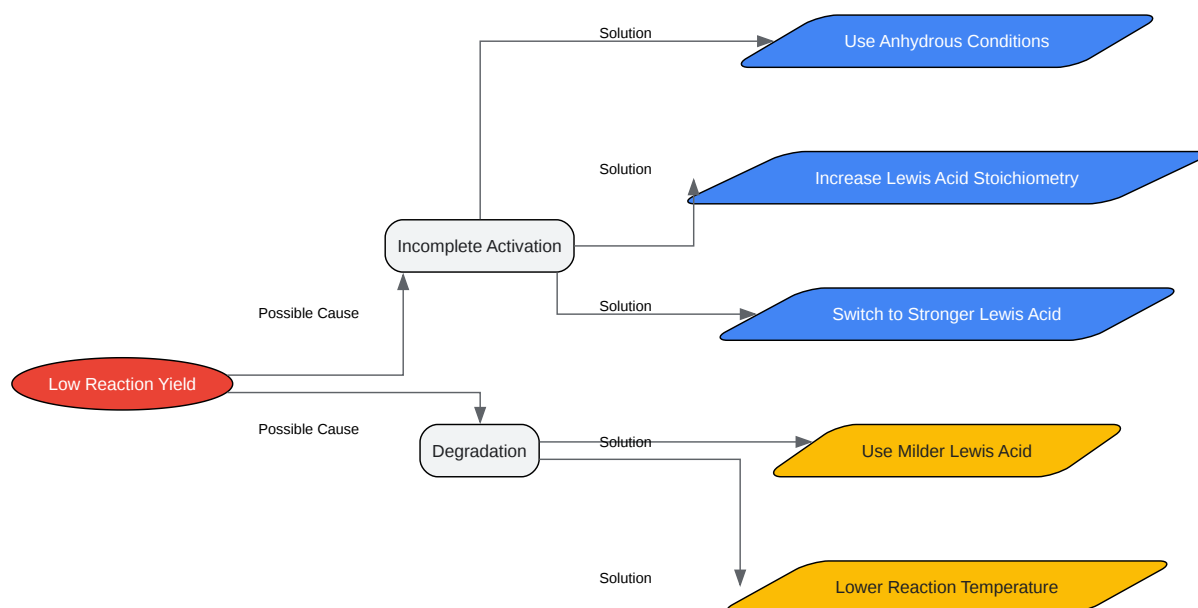 Solution
Use Anhydrous Conditions
Solution
Increase Lewis Acid Stoichiometry
Incomplete Activation
Solution
Switch to Stronger Lewis Acid
Possible Cause
Low Reaction Yield
Possible Cause
Degradation
Solution
Use Milder Lewis Acid
Solution
Lower Reaction Temperature